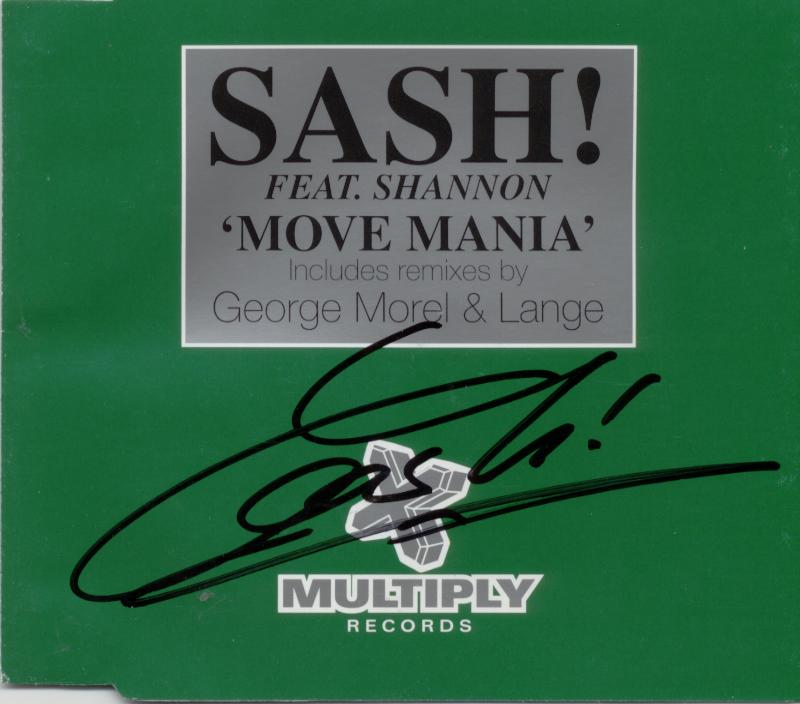 SASH!
FEAT. SHANNON
‘MOVE MANIA’
Includes remixes by
George Morel & Lange
Sash!
MULTIPLY
RECORDS